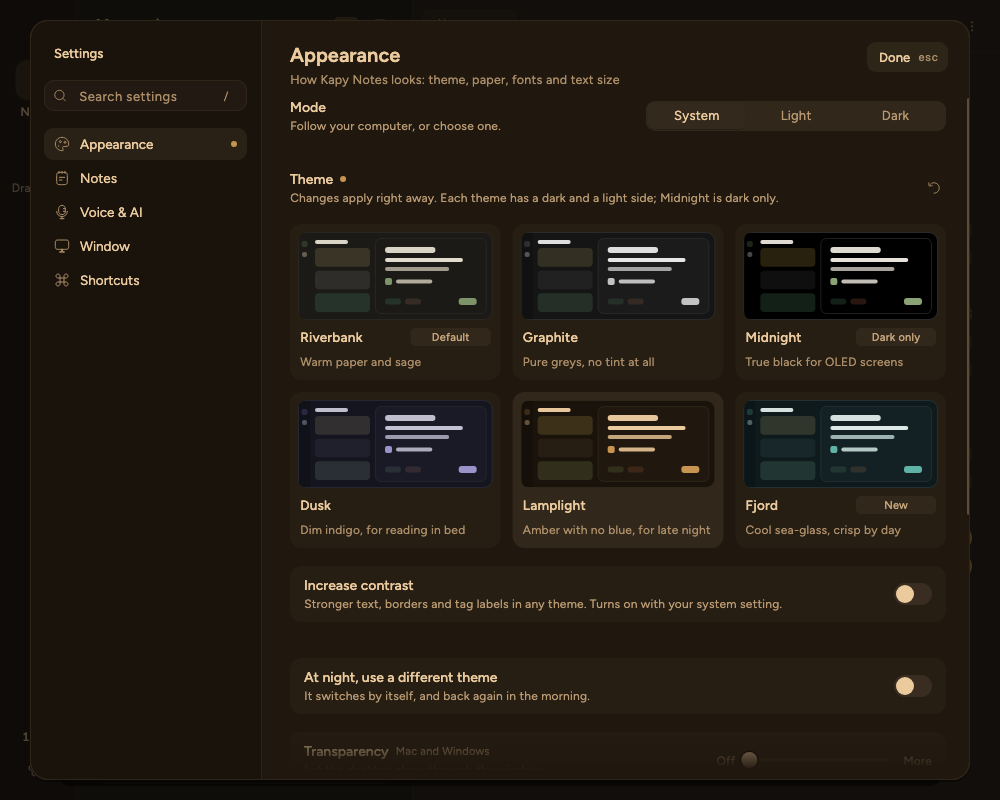 Settings
Search settings /
Appearance
Notes
Voice & AI
Window
Shortcuts
Appearance
How Kapy Notes looks: theme, paper, fonts and text size
Done esc
Mode
Follow your computer, or choose one.
System Light Dark
Theme
Changes apply right away. Each theme has a dark and a light side; Midnight is dark only.
Riverbank Default
Warm paper and sage
Graphite
Pure greys, no tint at all
Midnight Dark only
True black for OLED screens
Dusk
Dim indigo, for reading in bed
Lamplight
Amber with no blue, for late night
Fjord New
Cool sea-glass, crisp by day
Increase contrast
Stronger text, borders and tag labels in any theme. Turns on with your system setting.
At night, use a different theme
It switches by itself, and back again in the morning.
Transparency Mac and Windows
Off More